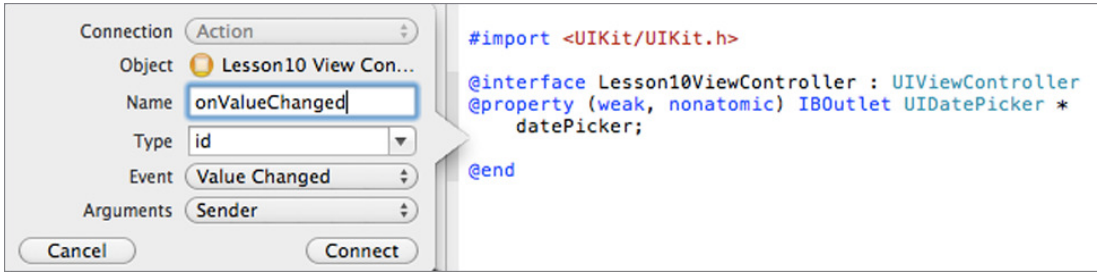 Connection Action
Object Lesson10 View Con...
Name onValueChanged
Type id
Event Value Changed
Arguments Sender
Cancel Connect
#import <UIKit/UIKit.h>
@interface Lesson10ViewController : UIViewController
@property (weak, nonatomic) IBOutlet UIDatePicker *
datePicker;
@end